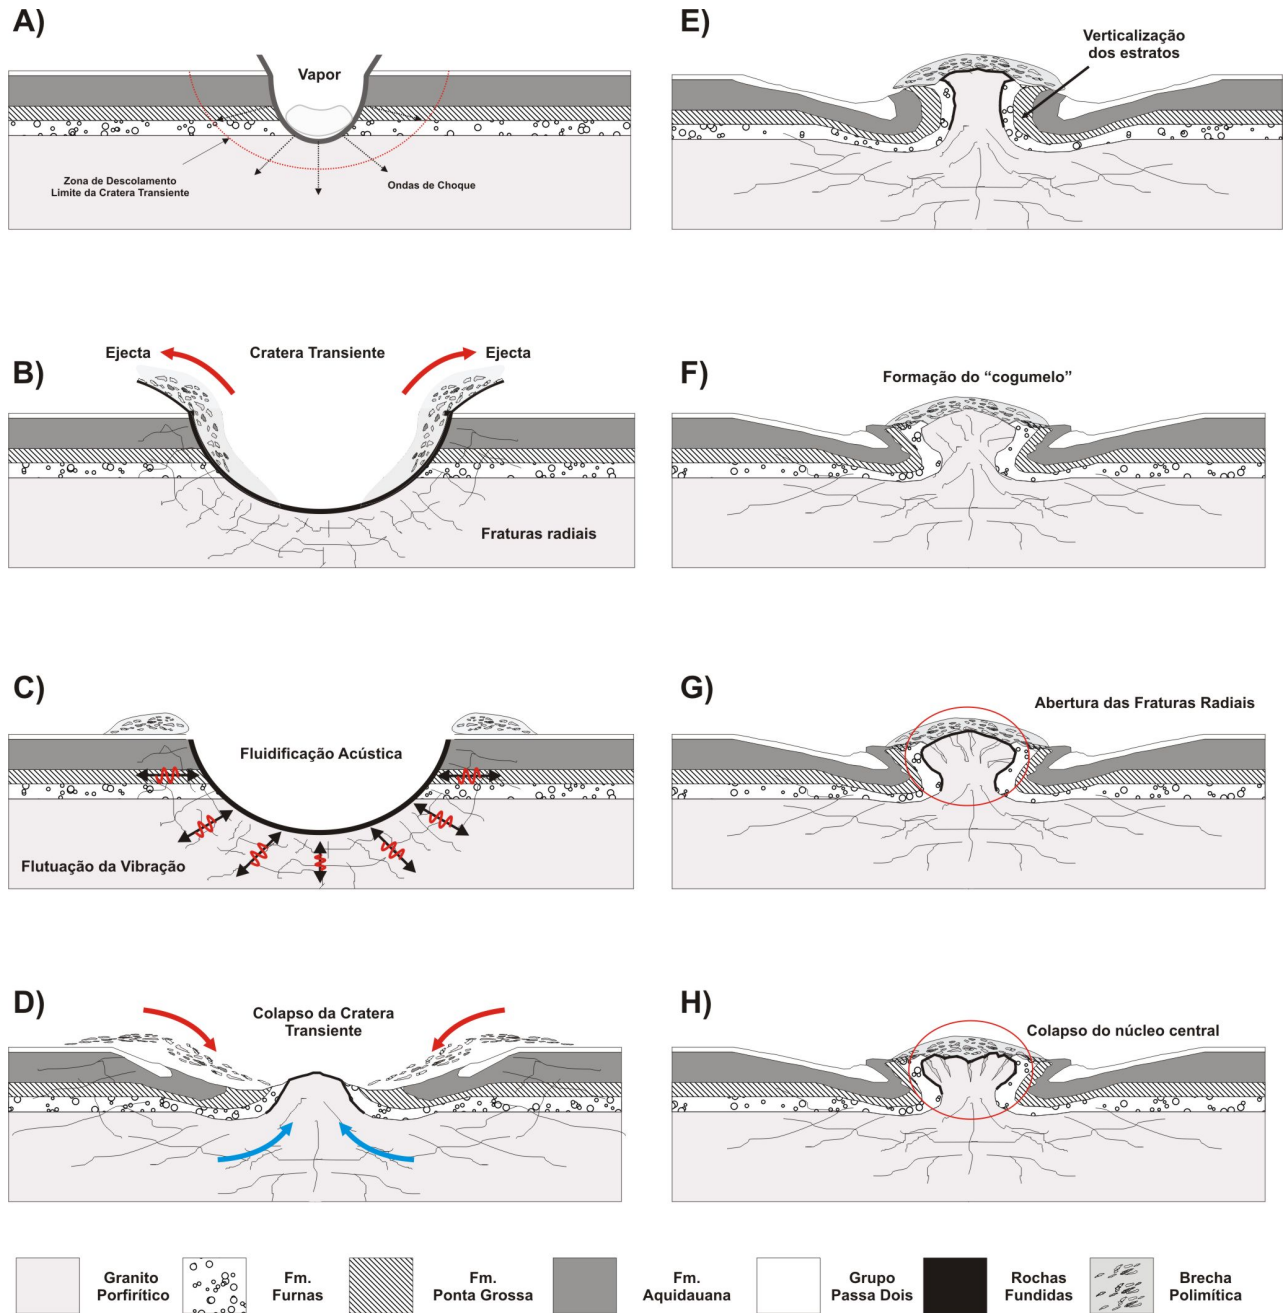 A)
Vapor
Zona de Descolamento
Limite da Cratera Transiente
Ondas de Choque
B)
Ejecta
Cratera Transiente
Ejecta
Fraturas radiais
C)
Fluidificação Acústica
Flutuação da Vibração
D)
Colapso da Cratera
Transiente
E)
Verticalização
dos estratos
F)
Formação do “cogumelo”
G)
Abertura das Fraturas Radiais
H)
Colapso do núcleo central
Granito
Porfirítico
Fm.
Furnas
Fm.
Ponta Grossa
Fm.
Aquidauana
Grupo
Passa Dois
Rochas
Fundidas
Brecha
Polimítica